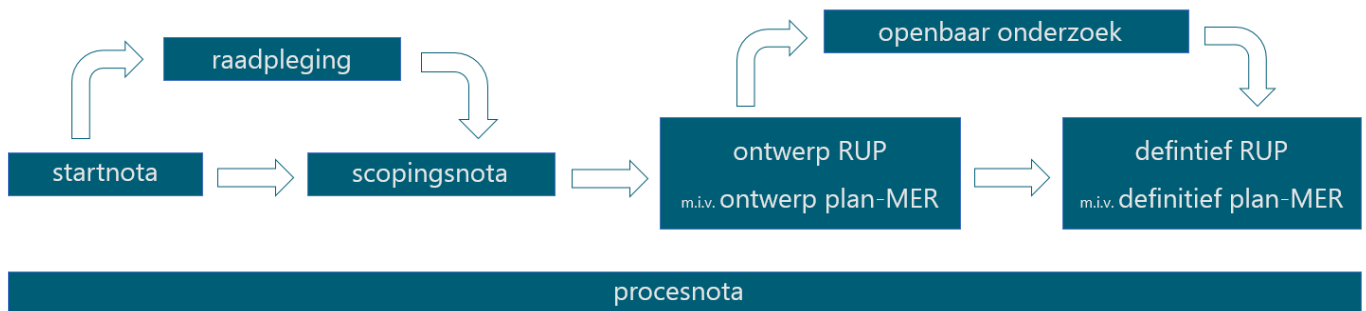 raadpleging
openbaar onderzoek
startnota
scopingsnota
ontwerp RUP
m.i.v. ontwerp plan-MER
defintief RUP
m.i.v. definitief plan-MER
procesnota